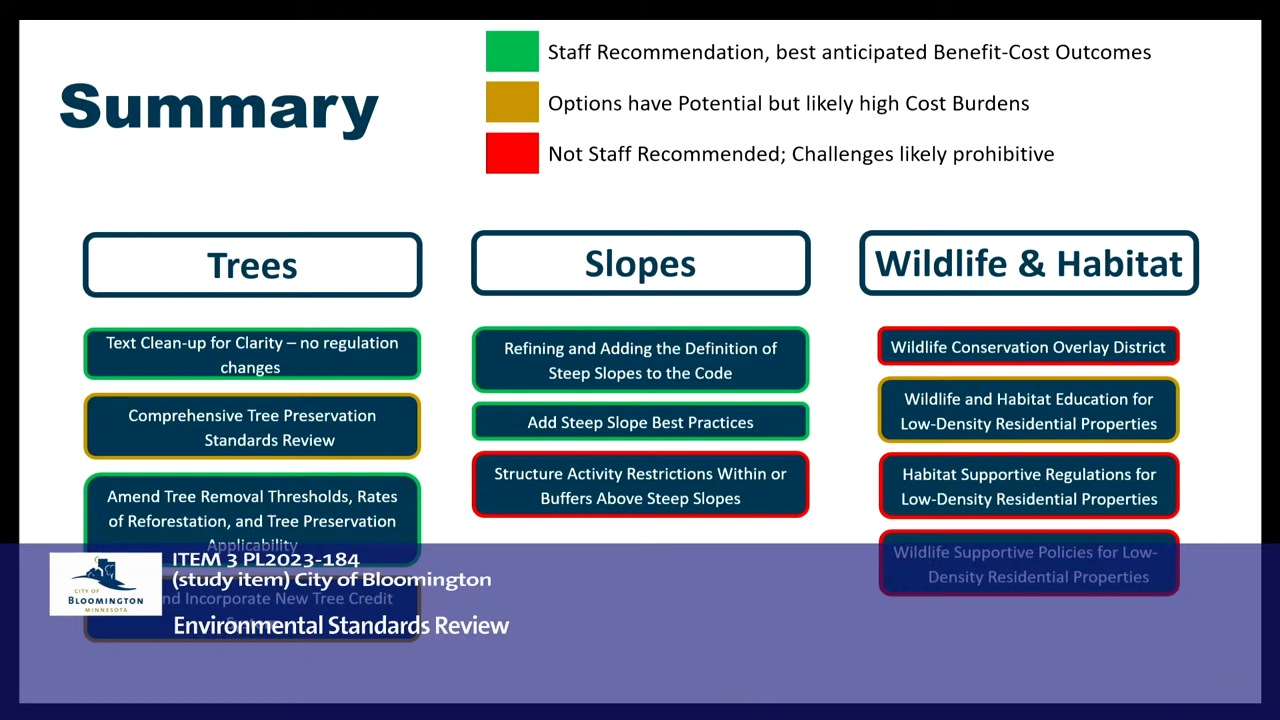 Summary
Staff Recommendation, best anticipated Benefit-Cost Outcomes
Options have Potential but likely high Cost Burdens
Not Staff Recommended; Challenges likely prohibitive
Trees
Text Clean-up for Clarity – no regulation
changes
Comprehensive Tree Preservation
Standards Review
Amend Tree Removal Thresholds, Rates
of Reforestation, and Tree Preservation
Applicability
nd Incorporate New Tree Credit
Slopes
Refining and Adding the Definition of
Steep Slopes to the Code
Add Steep Slope Best Practices
Structure Activity Restrictions Within or
Buffers Above Steep Slopes
Wildlife & Habitat
Wildlife Conservation Overlay District
Wildlife and Habitat Education for
Low-Density Residential Properties
Habitat Supportive Regulations for
Low-Density Residential Properties
Wildlife Supportive Policies for Low-
Density Residential Properties
CITY OF
BLOOMINGTON
MINNESOTA
ITEM 3 PL2023-184
(study item) City of Bloomington
Environmental Standards Review